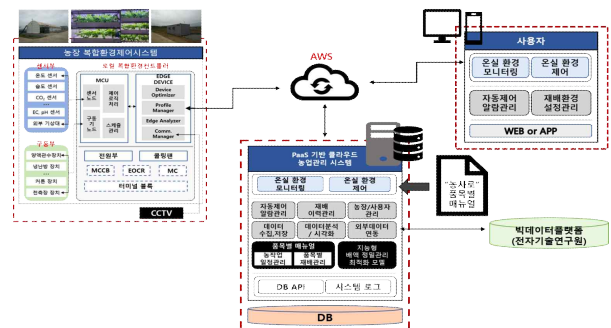 농장 복합환경제어시스템
센서부
온도 센서
습도 센서
CO₂ 센서
...
EC pH 센서
외부 기상대
구동부
양액관수장치
냉난방 장치
커튼 장치
천측창 장치
로컬 복합환경컨트롤러
MCU
센서노드
제어로직처리
구동기노드
스케줄관리
EDGE
DEVICE
Device
Optimizer
Profile
Manager
Edge Analyzer
Comm.
Manager
전원부
쿨링팬
MCCB
EOCR
MC
터미널 블록
CCTV
AWS
사용자
온실 환경
모니터링
온실 환경
제어
자동제어
알람관리
재배환경
설정관리
WEB or APP
PaaS 기반 클라우드
농업관리 시스템
온실 환경
모니터링
온실 환경
제어
자동제어
알람관리
재배
이력관리
농장/사용자
관리
데이터
수집,저장
데이터분석
/ 시각화
외부데이터
연동
품목별 매뉴얼
농작업
일정관리
품목별
재배관리
지능형
배액 정밀관리
최적화 모델
DB API
시스템 로그
DB
"농사로"
품목별
매뉴얼
빅데이터플랫폼
(전자기술연구원)